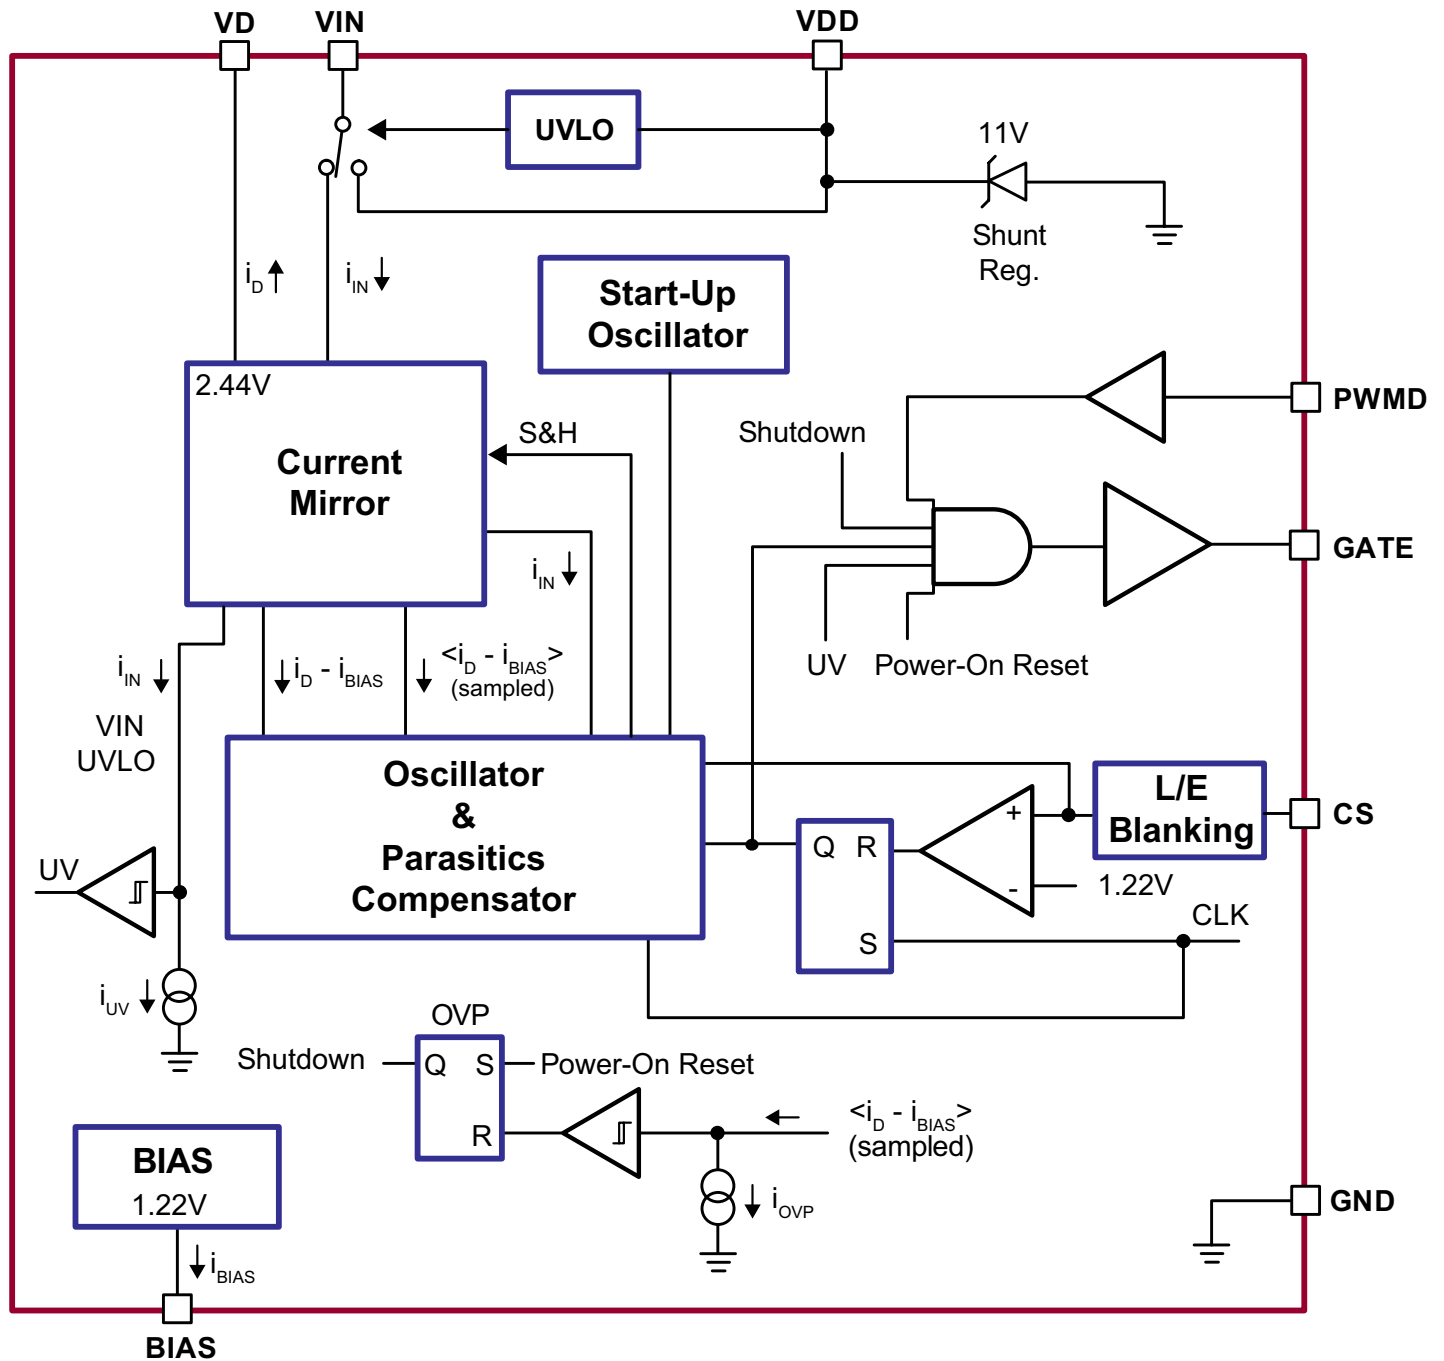 VD
VIN
VDD
UVLO
11V
Shunt
Reg.
iD
iIN
Start-Up
Oscillator
2.44V
Current
Mirror
S&H
iIN
PWMD
Shutdown
GATE
UV
Power-On Reset
iIN
iD - iBIAS
<iD - iBIAS>
(sampled)
VIN
UVLO
Oscillator
&
Parasitics
Compensator
L/E
Blanking
CS
+
-
1.22V
Q
R
S
CLK
UV
iUV
OVP
Shutdown
Q
S
R
Power-On Reset
<iD - iBIAS>
(sampled)
iOVP
BIAS
1.22V
GND
iBIAS
BIAS